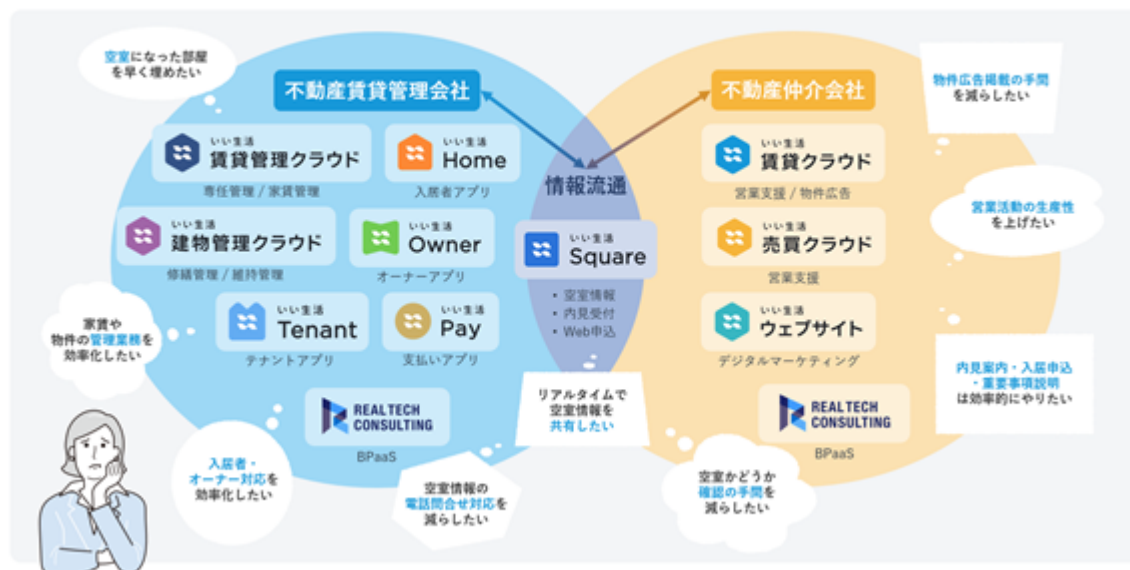 空室になった部屋
を早く埋めたい
不動産賃貸管理会社
いい生活
賃貸管理クラウド
専任管理 / 家賃管理
いい生活
Home
入居者アプリ
いい生活
建物管理クラウド
修繕管理 / 維持管理
いい生活
Owner
オーナーアプリ
いい生活
Tenant
テナントアプリ
いい生活
Pay
支払いアプリ
REALTECH
CONSULTING
BPaaS
家賃や
物件の管理業務を
効率化したい
入居者・
オーナー対応を
効率化したい
空室情報の
電話問合せ対応を
減らしたい
情報流通
いい生活
Square
・空室情報
・内見受付
・Web申込
リアルタイムで
空室情報を
共有したい
不動産仲介会社
いい生活
賃貸クラウド
営業支援 / 物件広告
いい生活
売買クラウド
営業支援
いい生活
ウェブサイト
デジタルマーケティング
REALTECH
CONSULTING
BPaaS
空室かどうか
確認の手間を
減らしたい
物件広告掲載の手間
を減らしたい
営業活動の生産性
を上げたい
内見案内・入居申込
・重要事項説明
は効率的にやりたい